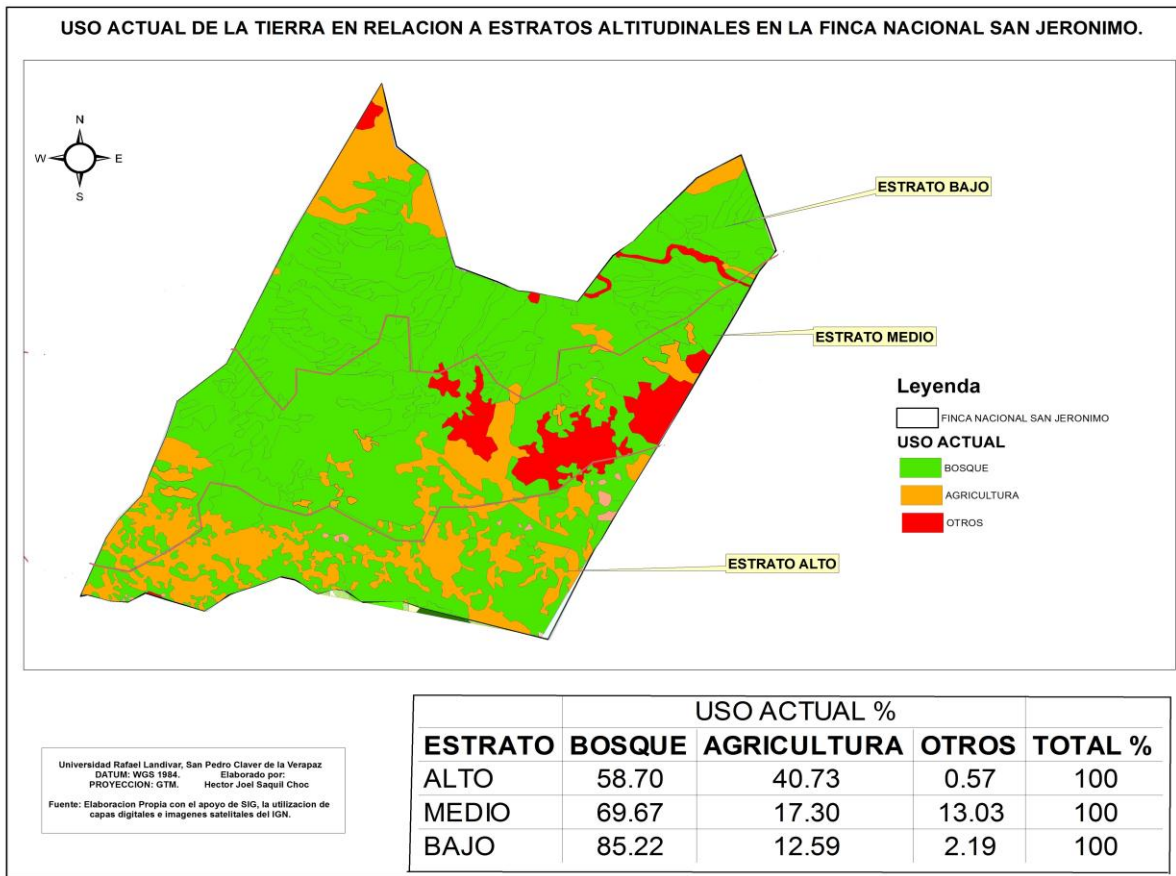 USO ACTUAL DE LA TIERRA EN RELACION A ESTRATOS ALTITUDINALES EN LA FINCA NACIONAL SAN JERONIMO.
N
W E
S
ESTRATO BAJO
ESTRATO MEDIO
ESTRATO ALTO
Leyenda
FINCA NACIONAL SAN JERONIMO
USO ACTUAL
BOSQUE
AGRICULTURA
OTROS
Universidad Rafael Landivar, San Pedro Claver de la Verapaz
DATUM: WGS 1984. Elaborado por:
PROYECCION: GTM. Hector Joel Saquil Choc
Fuente: Elaboracion Propia con el apoyo de SIG, la utilizacion de
capas digitales e imagenes satelitales del IGN.
USO ACTUAL %
ESTRATO BOSQUE AGRICULTURA OTROS TOTAL %
ALTO 58.70 40.73 0.57 100
MEDIO 69.67 17.30 13.03 100
BAJO 85.22 12.59 2.19 100